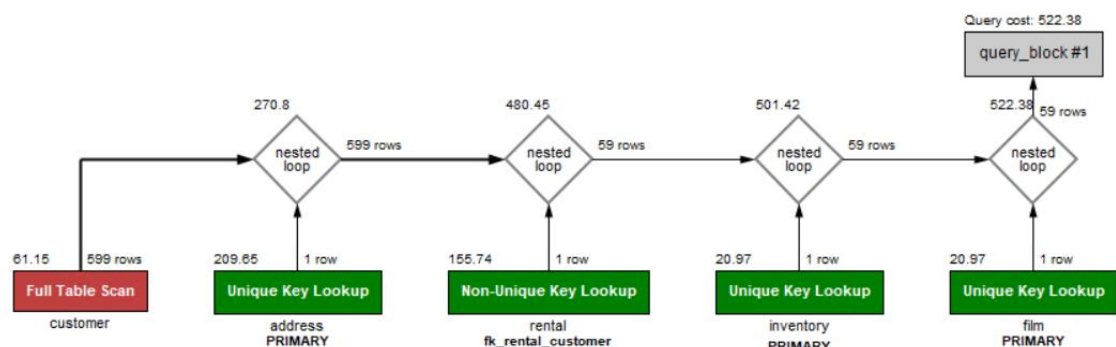 Query cost: 522.38
query_block #1
270.8
480.45
501.42
522.38
59 rows
nested
loop
599 rows
nested
loop
59 rows
nested
loop
59 rows
nested
loop
61.15
599 rows
209.65
1 row
155.74
1 row
20.97
1 row
20.97
1 row
Full Table Scan
Unique Key Lookup
Non-Unique Key Lookup
Unique Key Lookup
Unique Key Lookup
customer
address
PRIMARY
rental
fk_rental_customer
inventory
PRIMARY
film
PRIMARY